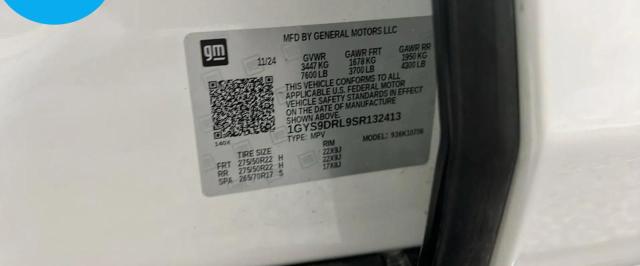 MFD BY GENERAL MOTORS LLC
gm
11/24 GVWR GAWR FRT GAWR RR
3447 KG 1678 KG 1950 KG
7600 LB 3700 LB 4300 LB
THIS VEHICLE CONFORMS TO ALL
APPLICABLE U.S. FEDERAL MOTOR
VEHICLE SAFETY STANDARDS IN
EFFECT ON THE DATE OF MANUFACTURE
SHOWN ABOVE.
1GYS9DRL9SR132413
140X TYPE: MPV MODEL: 936K10706
TIRE SIZE RIM
FRT 275/50R22 H 22X9J
RR 275/50R22 H 22X9J
SPA 265/70R17 S 17X8J